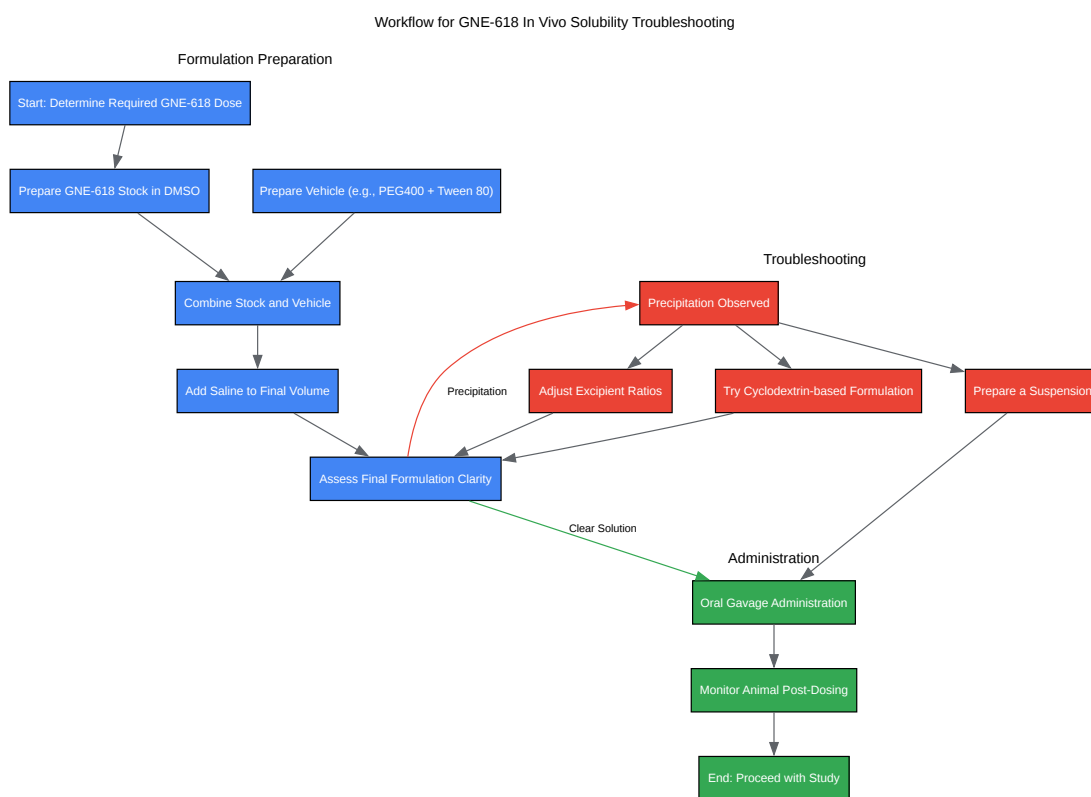 Workflow for GNE-618 In Vivo Solubility Troubleshooting
Formulation Preparation
Start: Determine Required GNE-618 Dose
Prepare GNE-618 Stock in DMSO
Prepare Vehicle (e.g., PEG400 + Tween 80)
Combine Stock and Vehicle
Add Saline to Final Volume
Assess Final Formulation Clarity
Troubleshooting
Precipitation Observed
Precipitation
Adjust Excipient Ratios
Try Cyclodextrin-based Formulation
Prepare a Suspension
Clear Solution
Administration
Oral Gavage Administration
Monitor Animal Post-Dosing
End: Proceed with Study